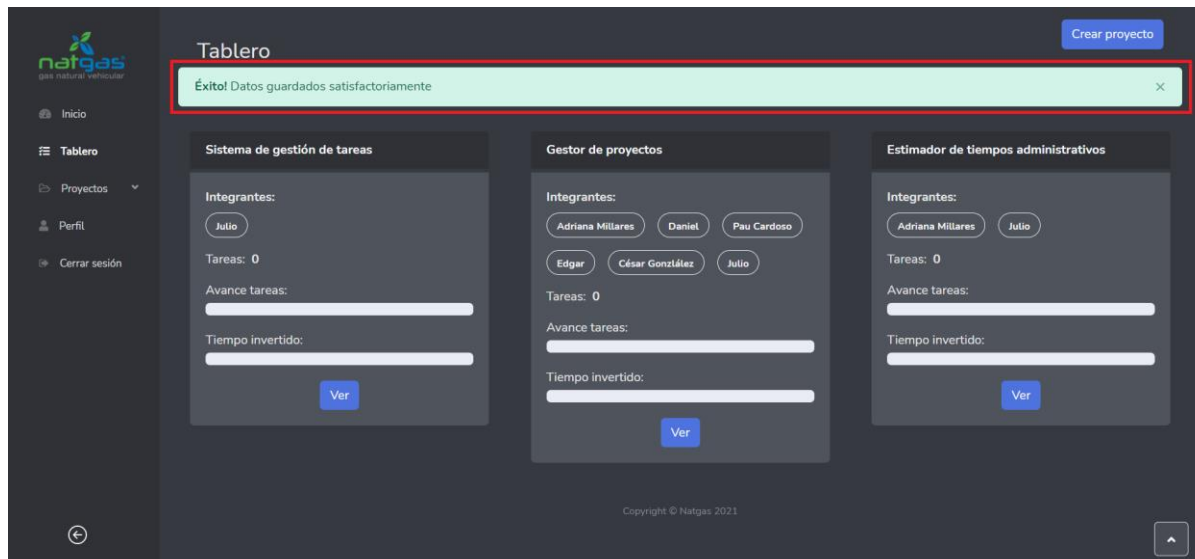 natgas
gas natural vehicular
Inicio
Tablero
Proyectos
Perfil
Cerrar sesión
Tablero
Crear proyecto
Éxito! Datos guardados satisfactoriamente ×
Sistema de gestión de tareas
Integrantes:
Julio
Tareas: 0
Avance tareas:
Tiempo invertido:
Ver
Gestor de proyectos
Integrantes:
Adriana Millares Daniel Pau Cardoso
Edgar César Gonzlález Julio
Tareas: 0
Avance tareas:
Tiempo invertido:
Ver
Estimador de tiempos administrativos
Integrantes:
Adriana Millares Julio
Tareas: 0
Avance tareas:
Tiempo invertido:
Ver
Copyright © Natgas 2021